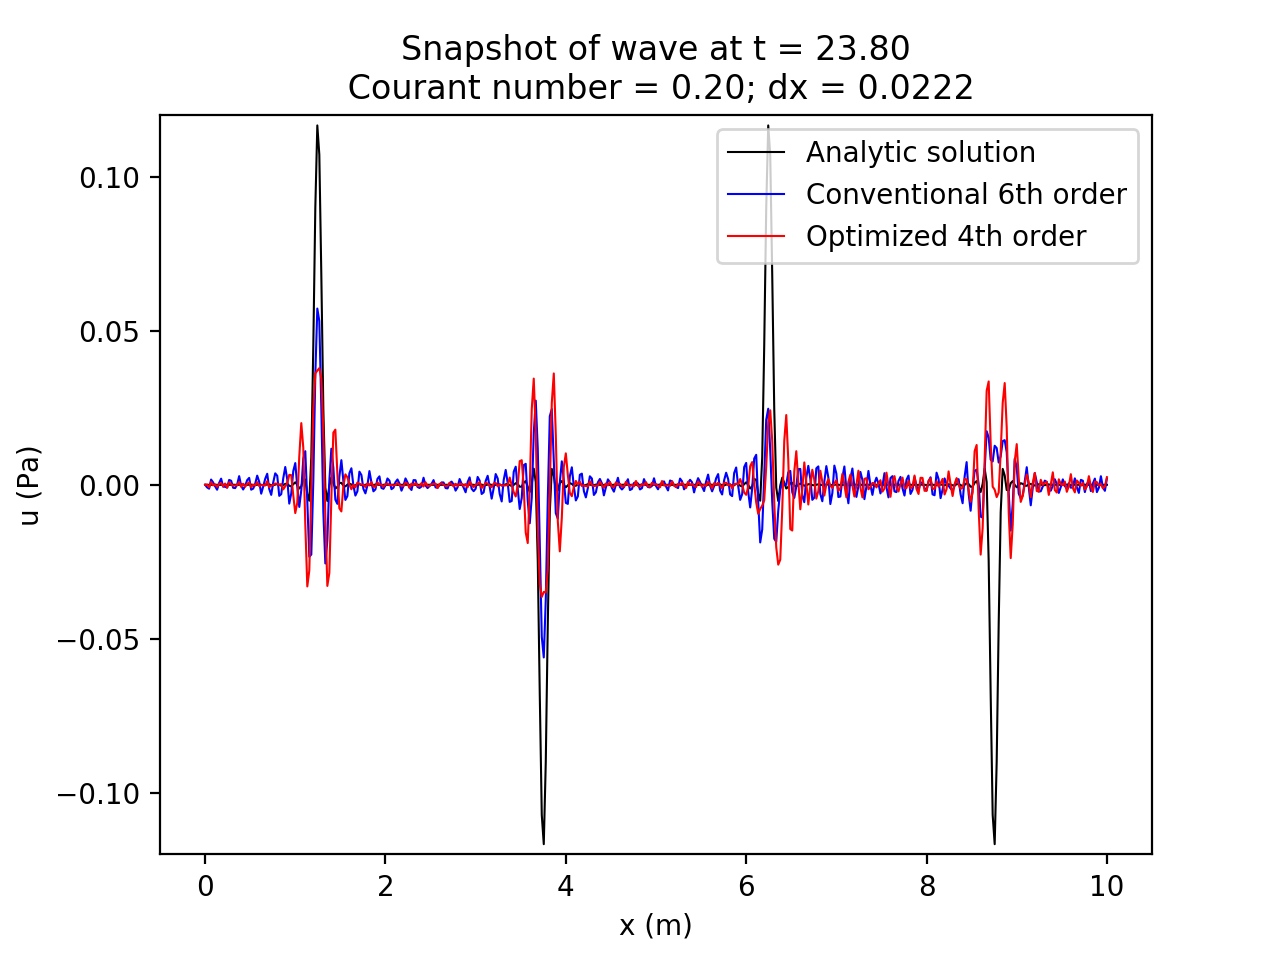 Snapshot of wave at t = 23.80
Courant number = 0.20; dx = 0.0222
Analytic solution
Conventional 6th order
Optimized 4th order
0.10
0.05
0.00
−0.05
−0.10
u (Pa)
0 2 4 6 8 10
x (m)